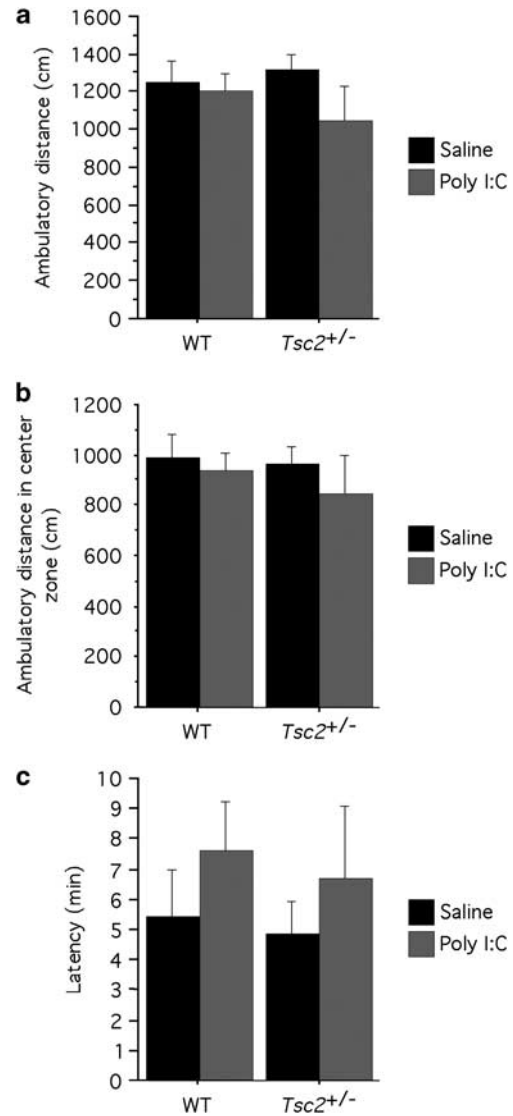 a
Ambulatory distance (cm)
1600
1400
1200
1000
800
600
400
200
0
WT
Tsc2+/-
Saline
Poly I:C
b
Ambulatory distance in center
zone (cm)
1200
1000
800
600
400
200
0
WT
Tsc2+/-
Saline
Poly I:C
c
Latency (min)
10
9
8
7
6
5
4
3
2
1
0
WT
Tsc2+/-
Saline
Poly I:C